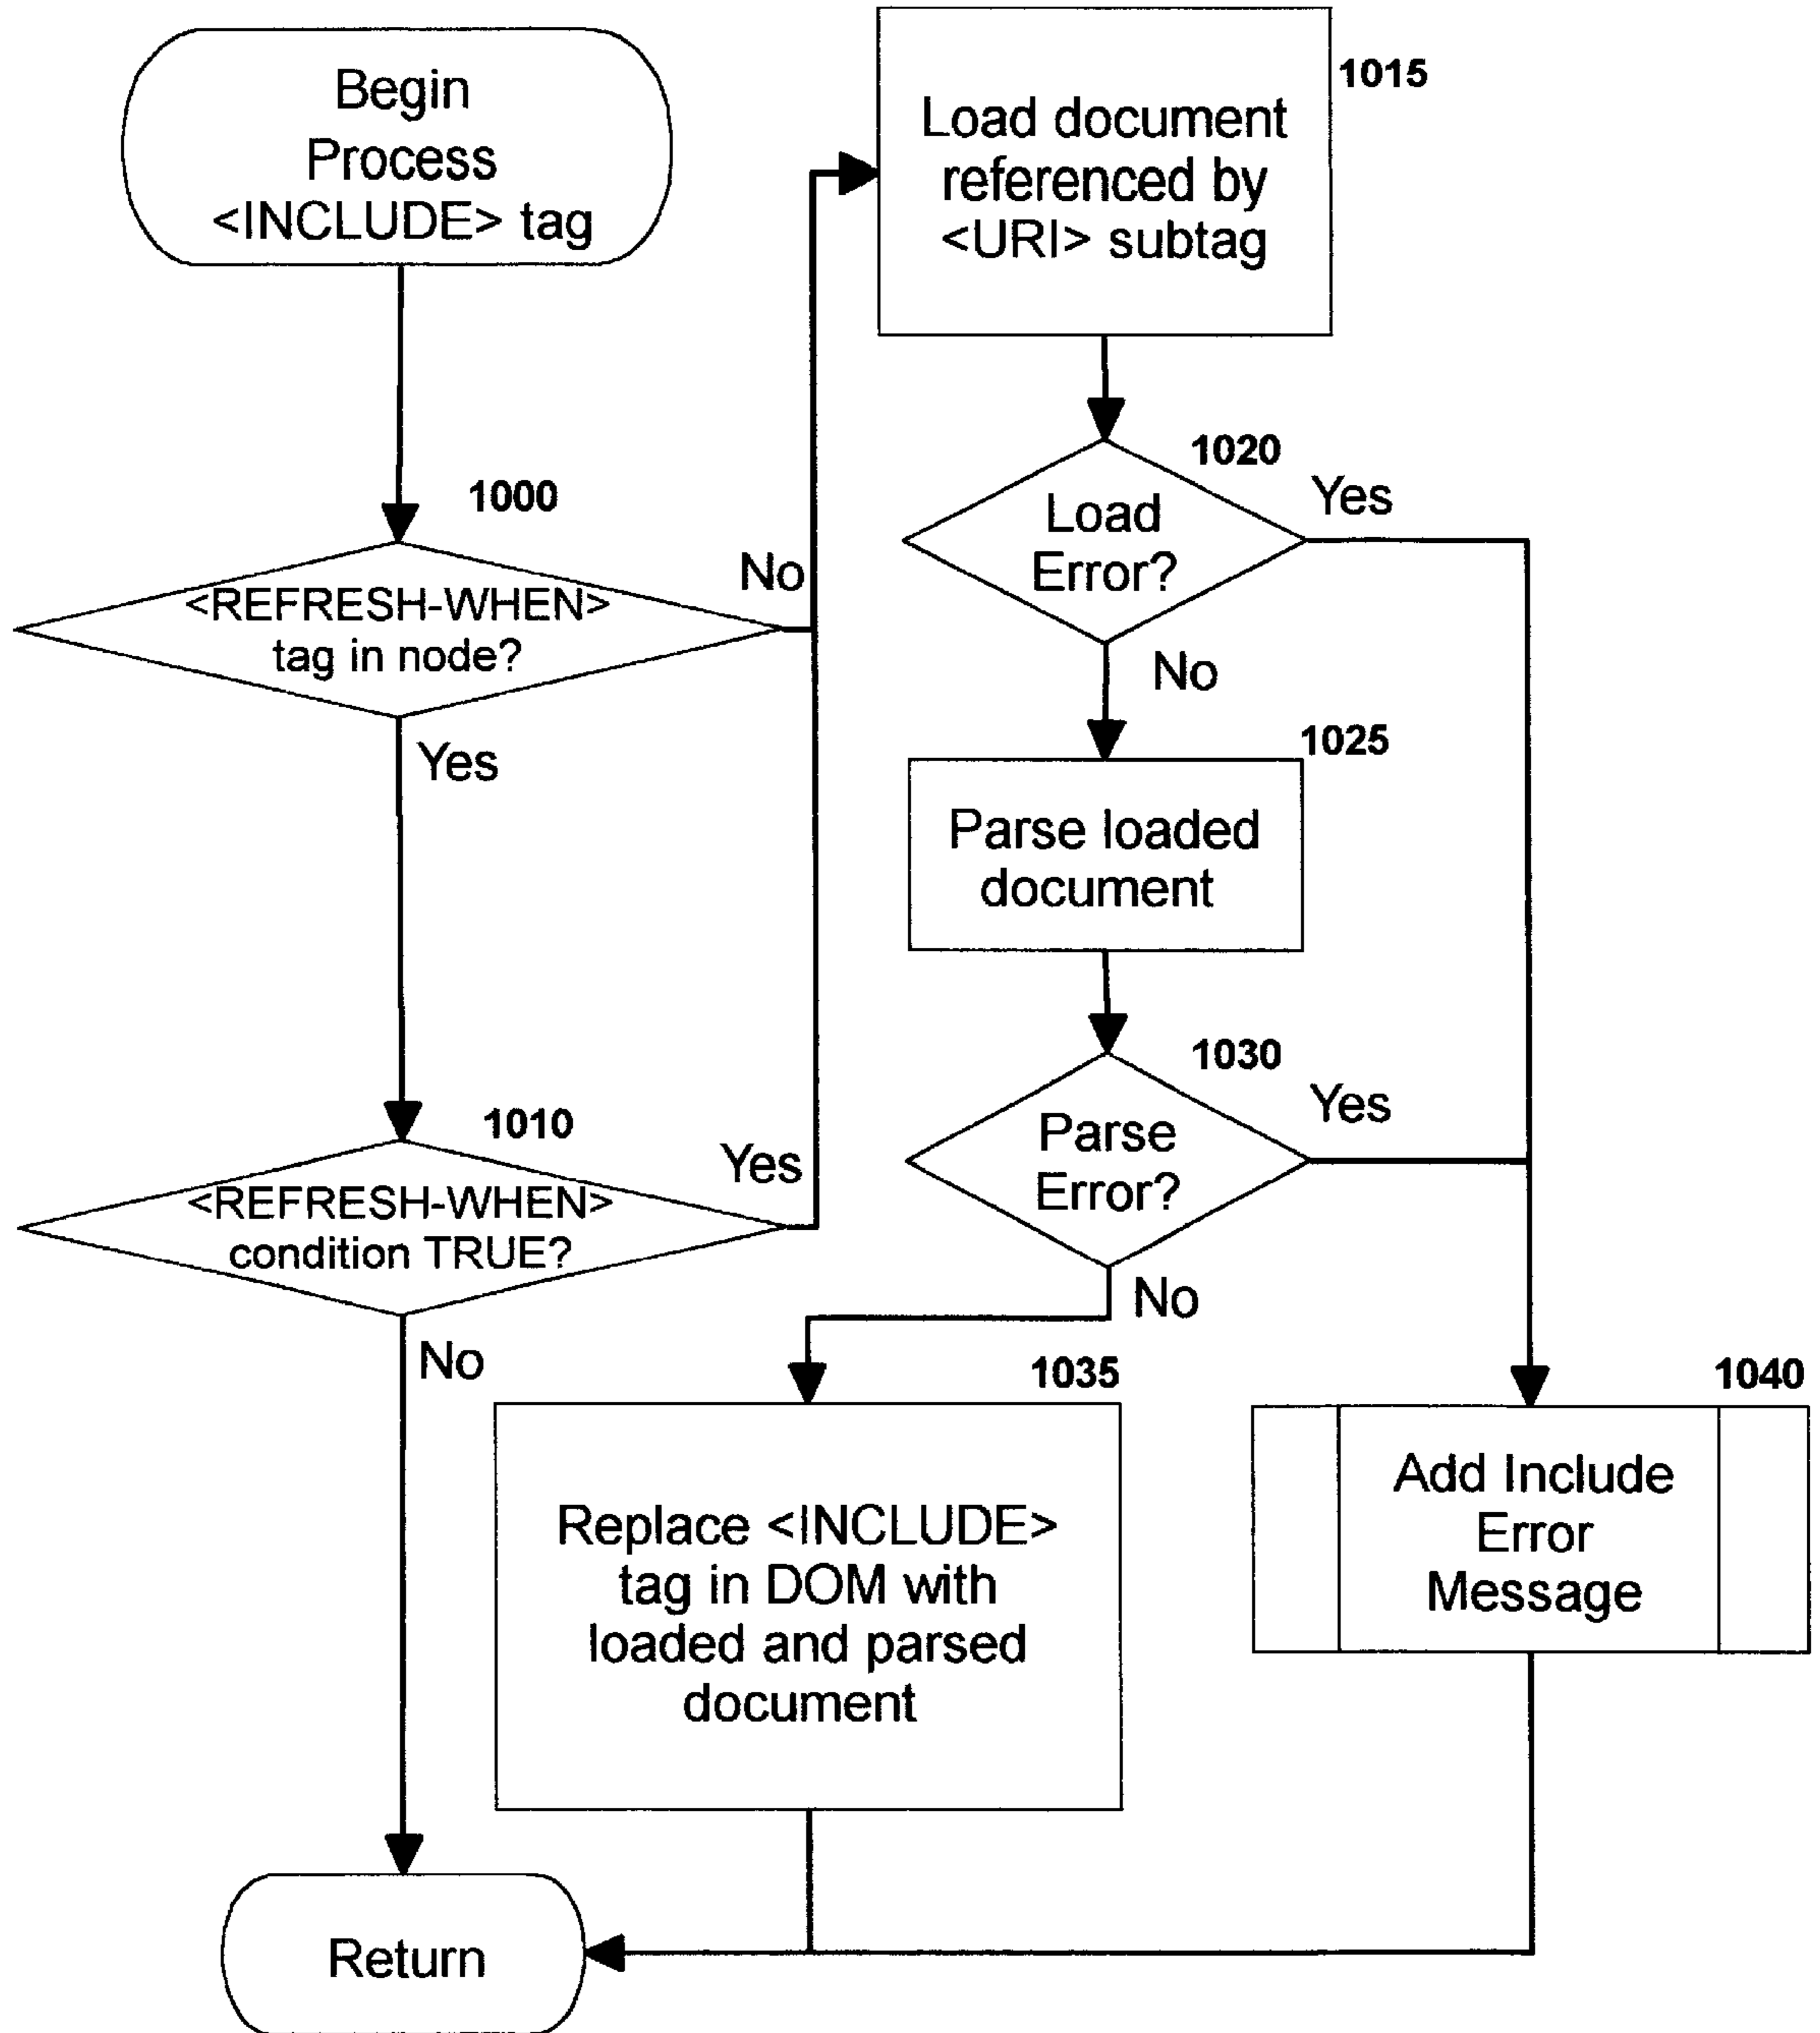 Begin
Process
<INCLUDE> tag
1000
<REFRESH-WHEN>
tag in node?
No
Yes
1010
<REFRESH-WHEN>
condition TRUE?
Yes
No
1015
Load document
referenced by
<URI> subtag
1020
Load
Error?
Yes
No
1025
Parse loaded
document
1030
Parse
Error?
Yes
No
1035
Replace <INCLUDE>
tag in DOM with
loaded and parsed
document
1040
Add Include
Error
Message
Return